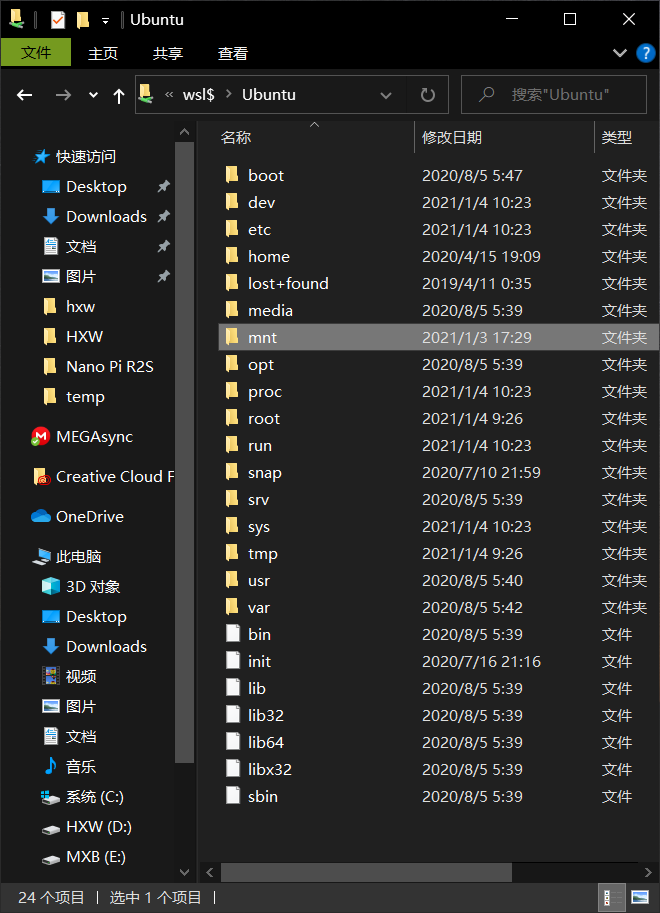 Ubuntu
文件 主页 共享 查看
« wsl$ > Ubuntu 搜索"Ubuntu"
名称 修改日期 类型
快速访问
Desktop
Downloads
文档
图片
hxw
HXW
Nano Pi R2S
temp
MEGAsync
Creative Cloud F
OneDrive
此电脑
3D 对象
Desktop
Downloads
视频
图片
文档
音乐
系统 (C:)
HXW (D:)
MXB (E:)
boot 2020/8/5 5:47 文件夹
dev 2021/1/4 10:23 文件夹
etc 2021/1/4 10:23 文件夹
home 2020/4/15 19:09 文件夹
lost+found 2019/4/11 0:35 文件夹
media 2020/8/5 5:39 文件夹
mnt 2021/1/3 17:29 文件夹
opt 2020/8/5 5:39 文件夹
proc 2021/1/4 10:23 文件夹
root 2021/1/4 9:26 文件夹
run 2021/1/4 10:23 文件夹
snap 2020/7/10 21:59 文件夹
srv 2020/8/5 5:39 文件夹
sys 2021/1/4 10:23 文件夹
tmp 2021/1/4 9:26 文件夹
usr 2020/8/5 5:40 文件夹
var 2020/8/5 5:42 文件夹
bin 2020/8/5 5:39 文件
init 2020/7/16 21:16 文件
lib 2020/8/5 5:39 文件
lib32 2020/8/5 5:39 文件
lib64 2020/8/5 5:39 文件
libx32 2020/8/5 5:39 文件
sbin 2020/8/5 5:39 文件
24 个项目 选中 1 个项目